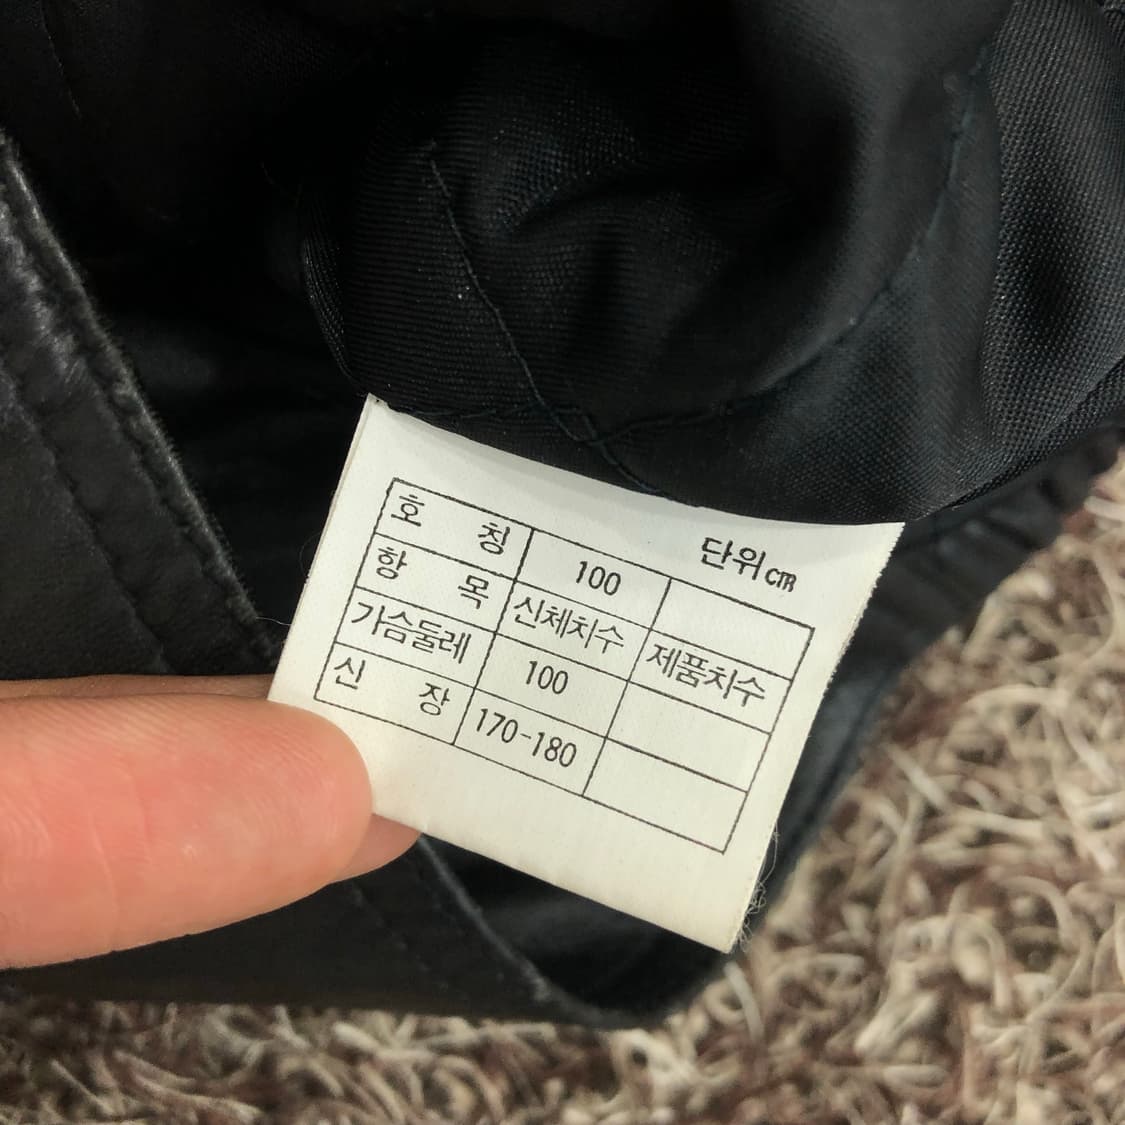 단위㎝
호 칭 100
항 목 신체치수 제품치수
가슴둘레 100
신 장 170-180